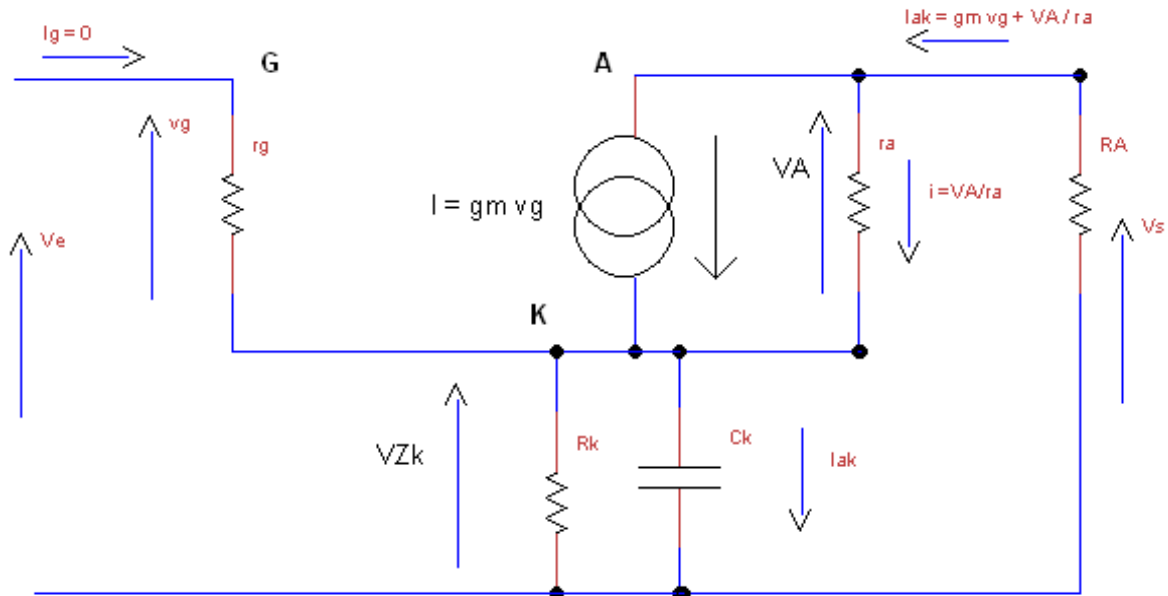 Ig = 0
Iak = gm vg + VA / ra
G
A
vg
rg
VA
ra
RA
I = gm vg
i =VA/ra
Ve
Vs
K
VZk
Rk
Ck
Iak